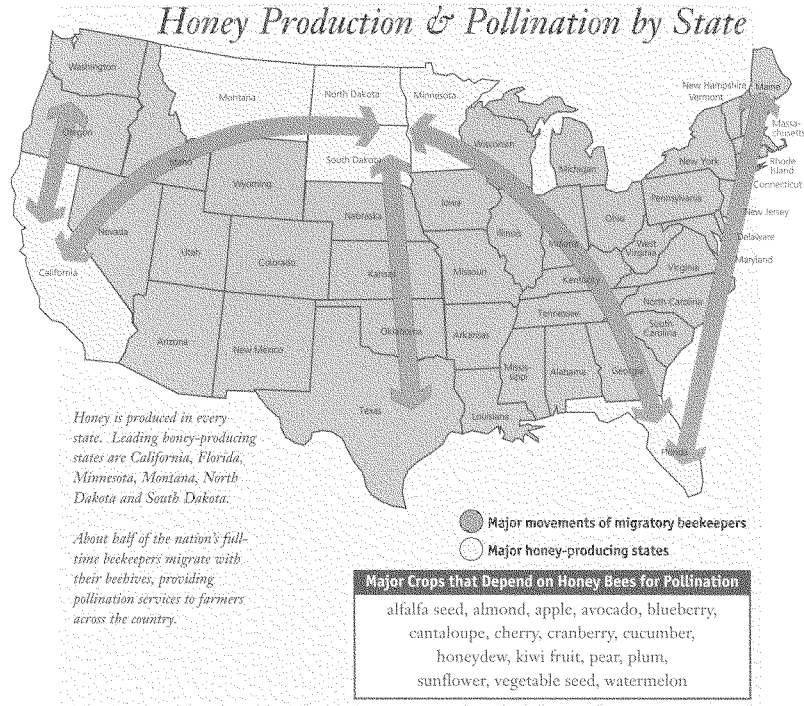 Honey Production & Pollination by State
Washington
Montana
North Dakota
Minnesota
New Hampshire
Vermont
Maine
Oregon
Idaho
Wisconsin
Massa-
chusetts
South Dakota
Michigan
New York
Rhode
Island
Connecticut
Wyoming
Iowa
Pennsylvania
New Jersey
Nebraska
Nevada
Illinois
Indiana
Ohio
Delaware
Utah
Colorado
West
Virginia
Maryland
California
Kansas
Missouri
Kentucky
Virginia
North Carolina
Tennessee
Arizona
New Mexico
Oklahoma
Arkansas
South
Carolina
Missis-
sippi
Alabama
Georgia
Texas
Louisiana
Florida
Honey is produced in every
state. Leading honey-producing
states are California, Florida,
Minnesota, Montana, North
Dakota and South Dakota.
About half of the nation's full-
time beekeepers migrate with
their beehives, providing
pollination services to farmers
across the country.
Major movements of migratory beekeepers
Major honey-producing states
Major Crops that Depend on Honey Bees for Pollination
alfalfa seed, almond, apple, avocado, blueberry,
cantaloupe, cherry, cranberry, cucumber,
honeydew, kiwi fruit, pear, plum,
sunflower, vegetable seed, watermelon